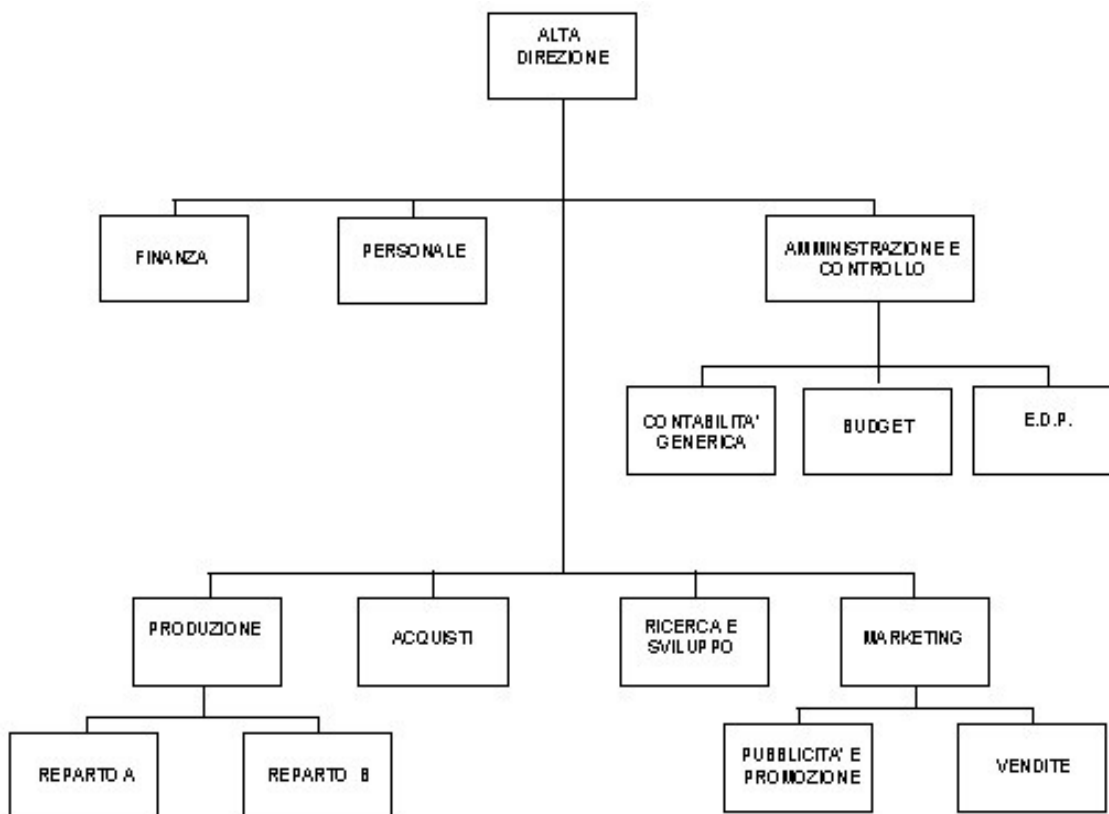 ALTA
DIREZIONE
FINANZA
PERSONALE
AMMINISTRAZIONE E
CONTROLLO
CONTABILITA'
GENERICA
BUDGET
E.D.P.
PRODUZIONE
ACQUISTI
RICERCA E
SVILUPPO
MARKETING
REPARTO A
REPARTO B
PUBBLICITA' E
PROMOZIONE
VENDITE